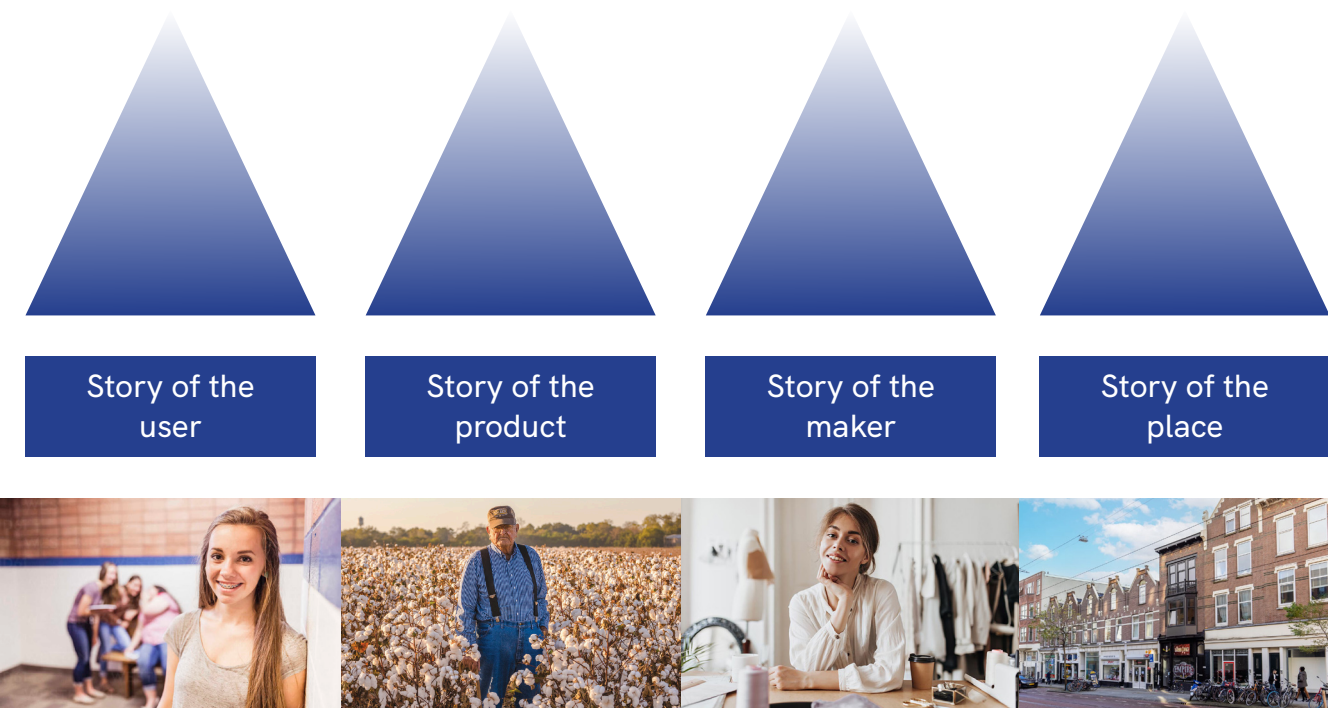 Story of the
user
Story of the
product
Story of the
maker
Story of the
place